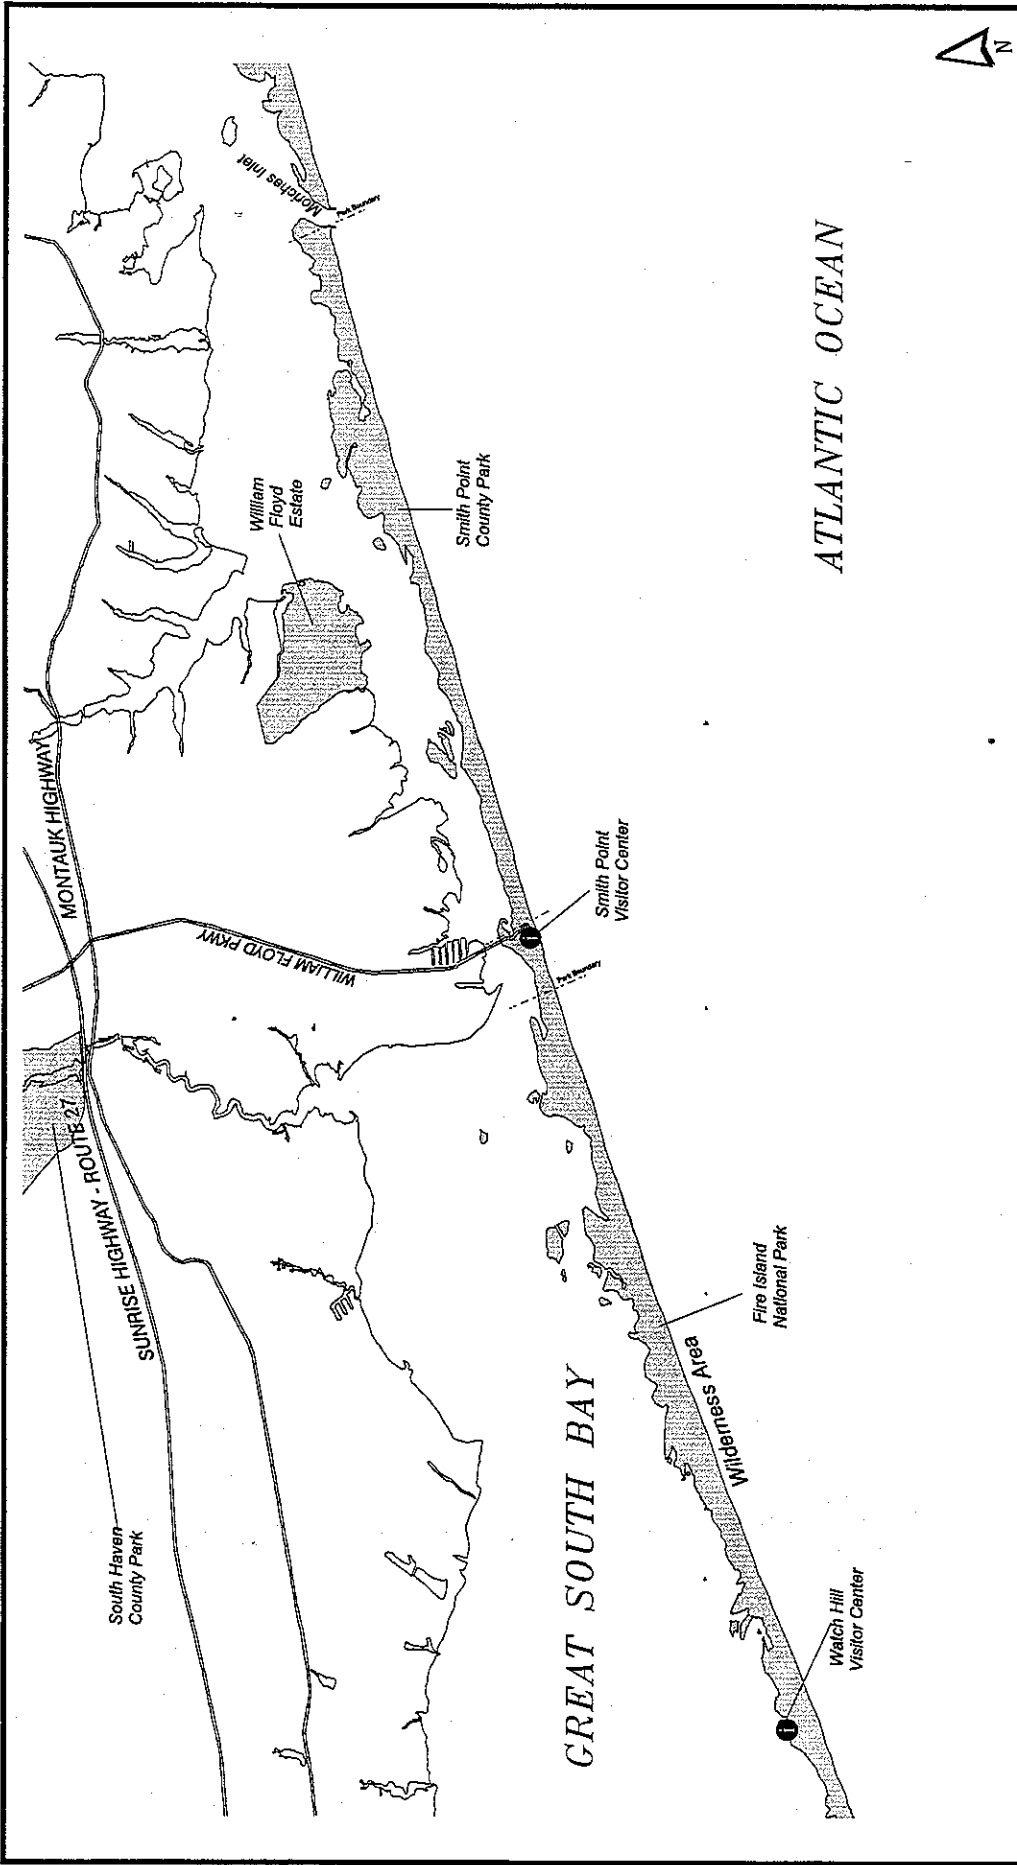 MONTAUK HIGHWAY
SUNRISE HIGHWAY - ROUTE 27
WILLIAM FLOYD PKWY
South Haven
County Park
William
Floyd
Estate
Moriches Inlet
Park Boundary
Smith Point
County Park
Smith Point
Visitor Center
Park Boundary
Fire Island
National Park
Wilderness Area
Watch Hill
Visitor Center
i
i
GREAT SOUTH BAY
ATLANTIC OCEAN
N